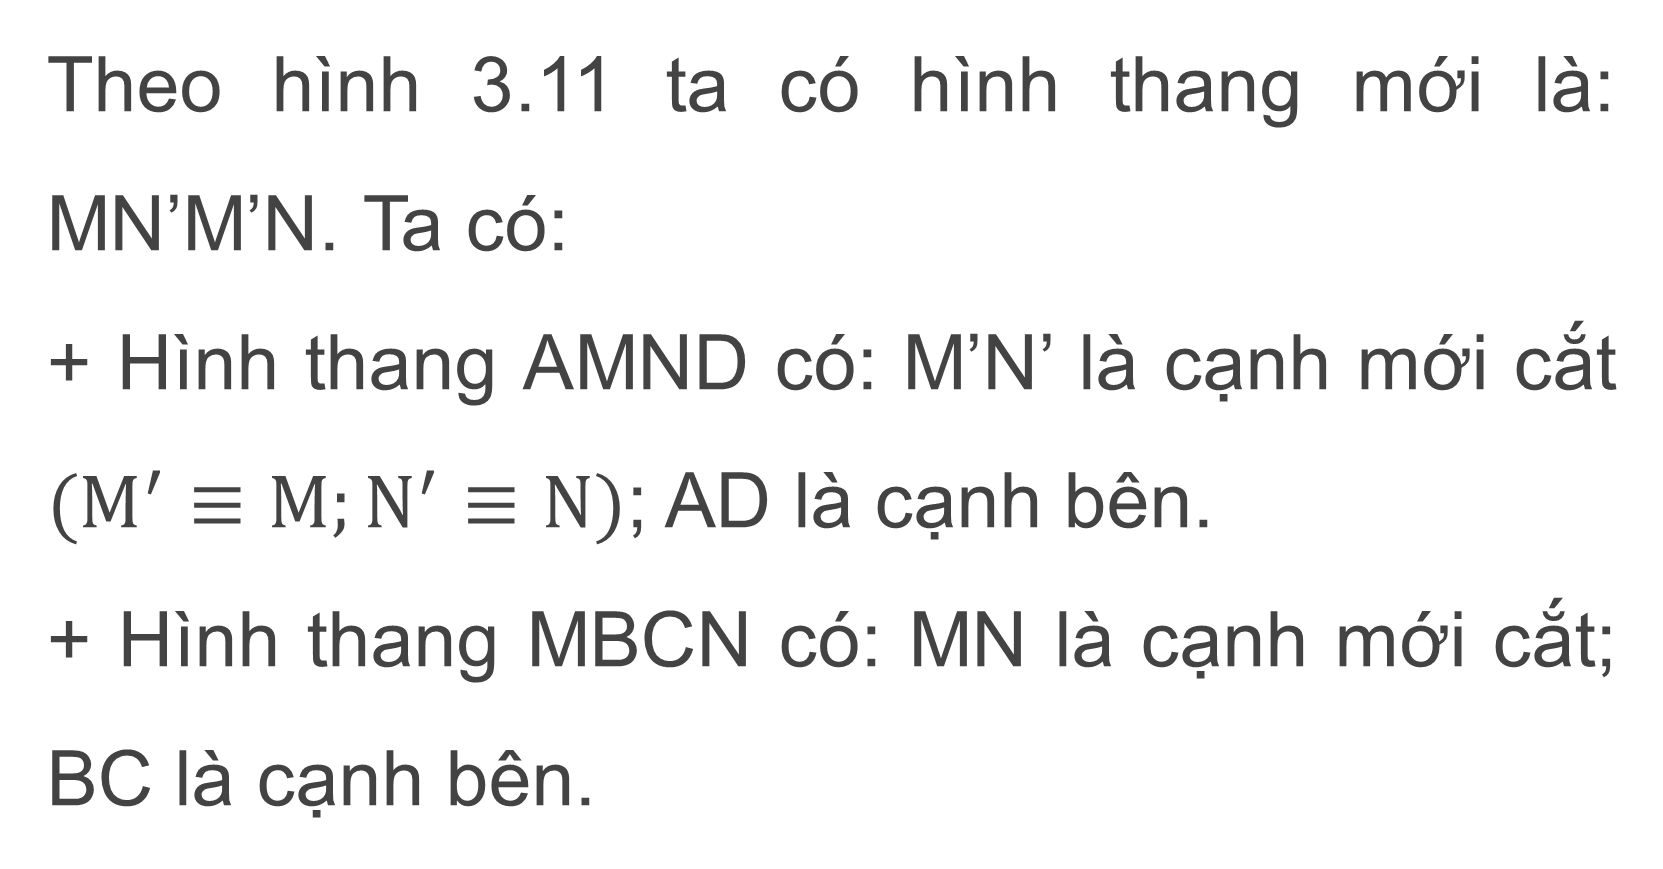 Theo hình 3.11 ta có hình thang mới là:
MN’M’N. Ta có:
+ Hình thang AMND có: M’N’ là cạnh mới cắt
(M′ ≡ M; N′ ≡ N); AD là cạnh bên.
+ Hình thang MBCN có: MN là cạnh mới cắt;
BC là cạnh bên.